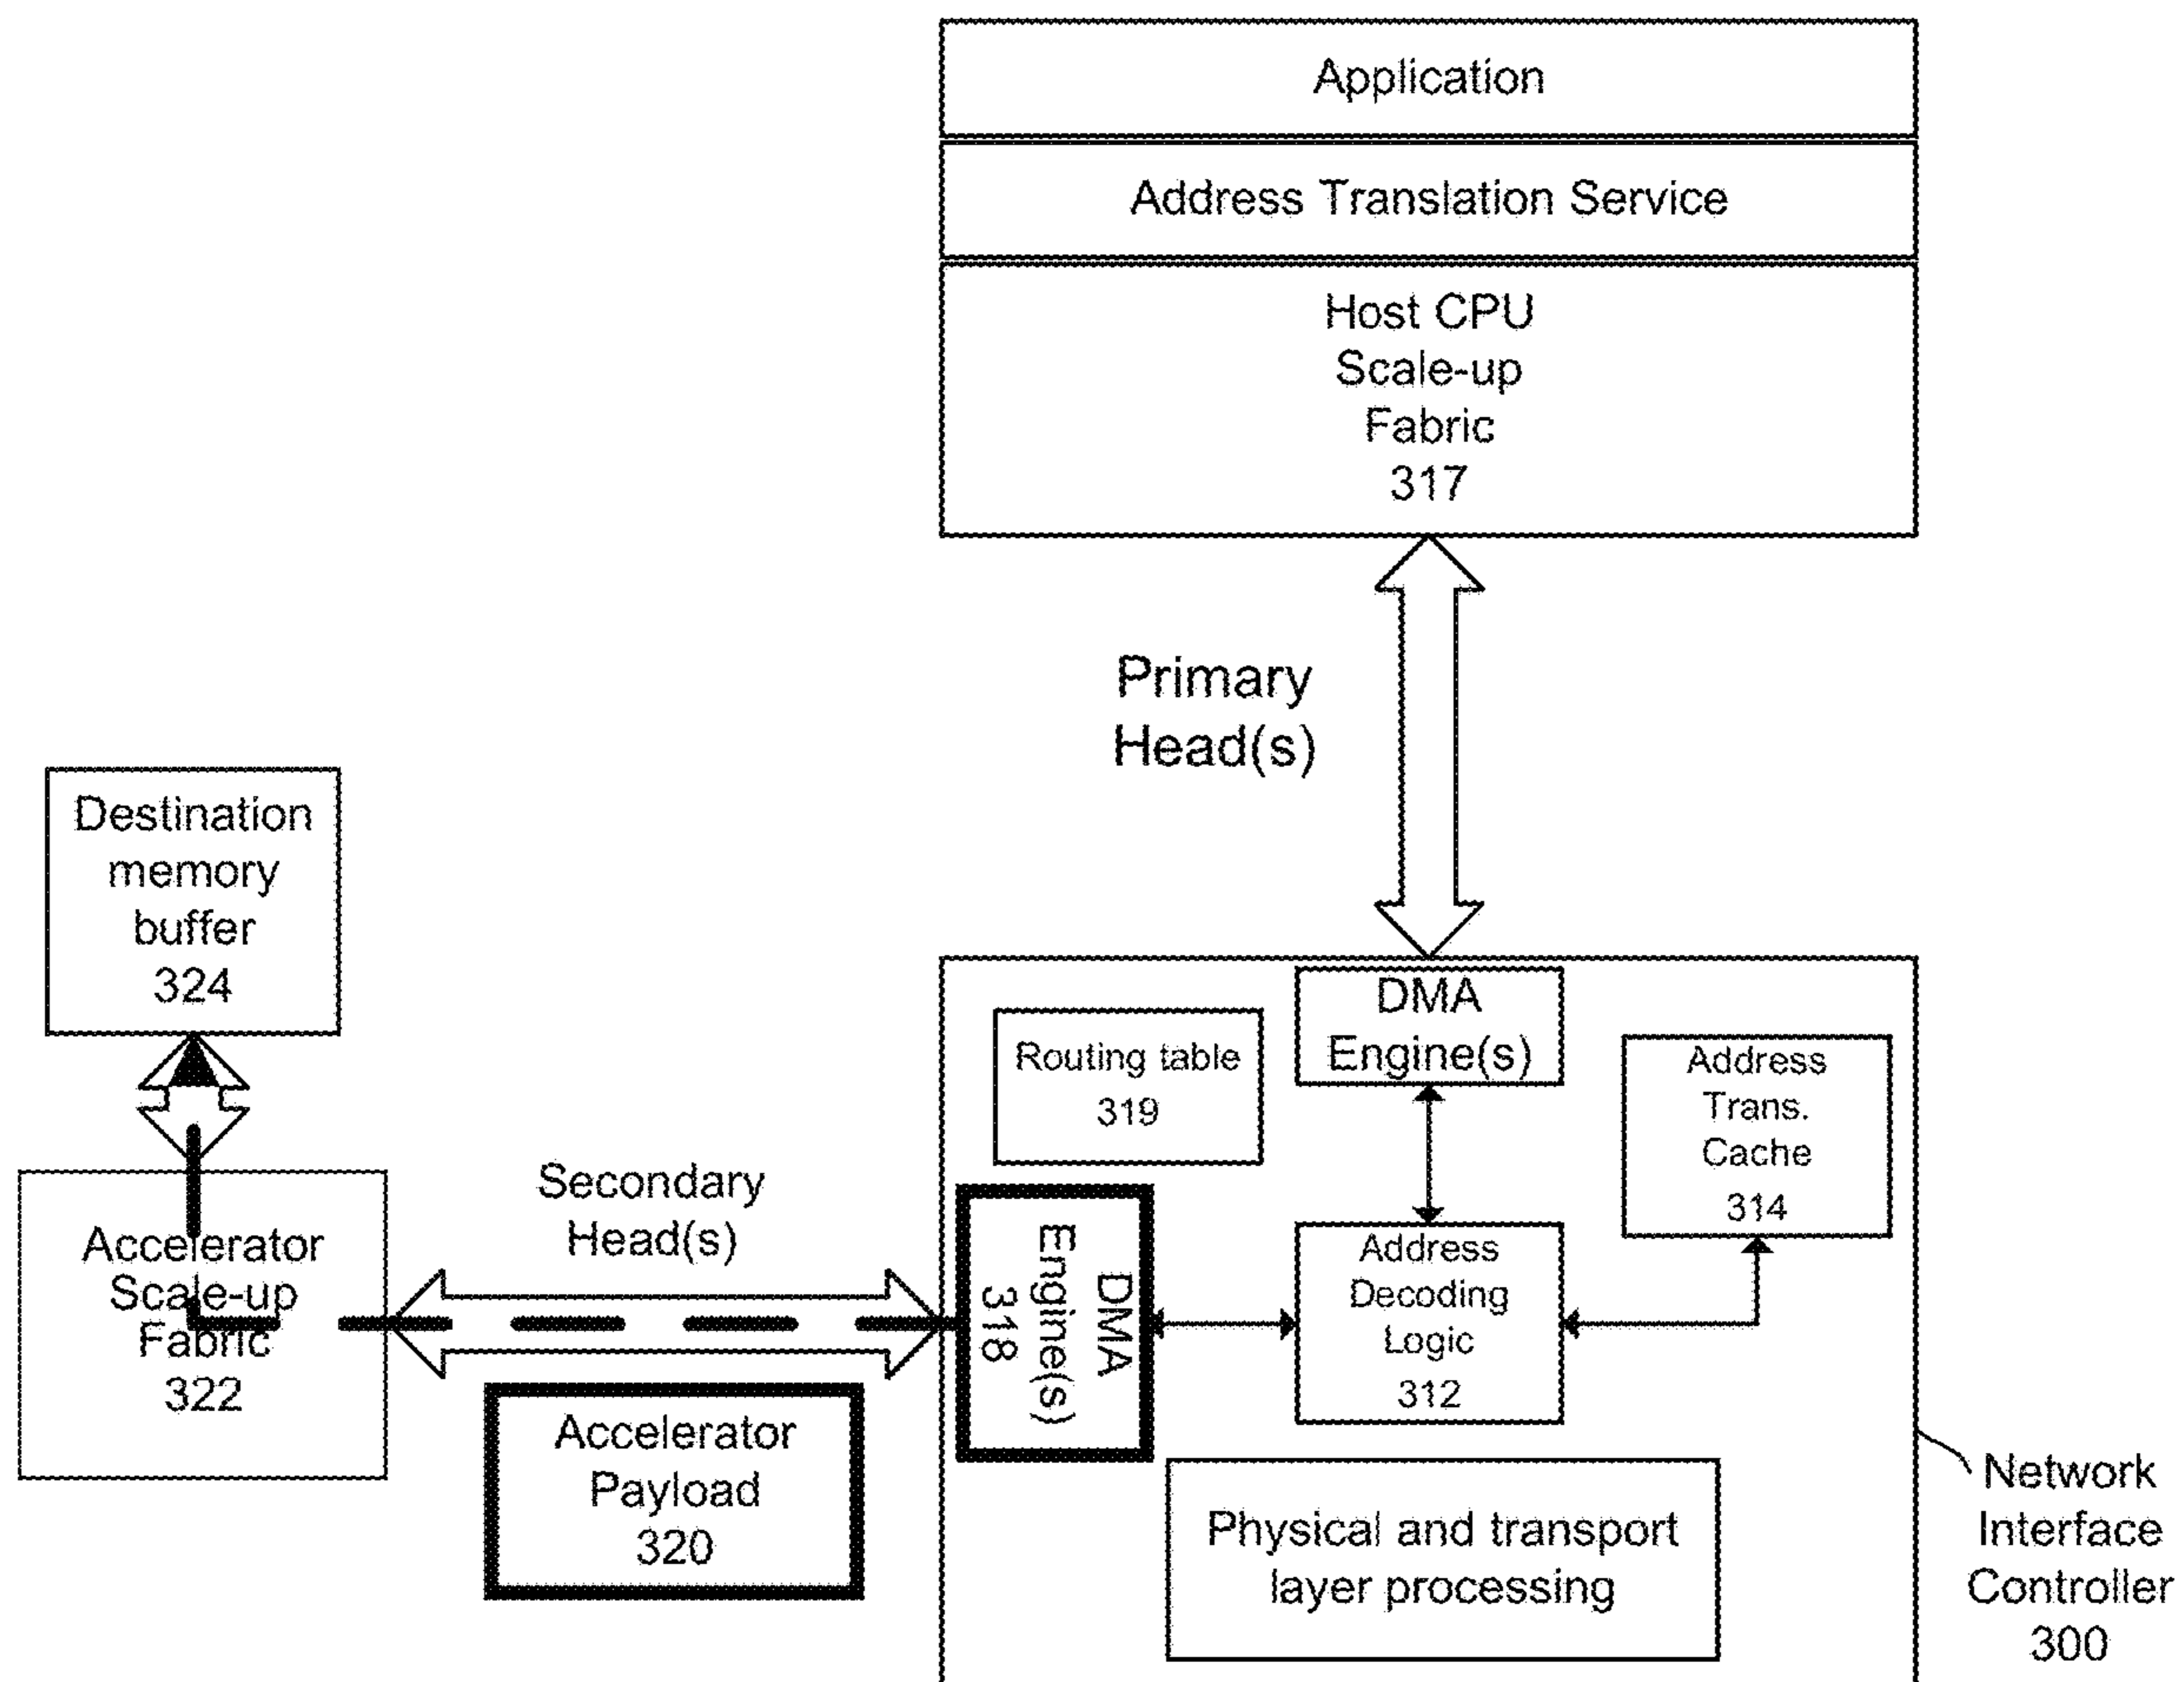 Application
Address Translation Service
Host CPU
Scale-up
Fabric
317
Primary
Head(s)
Destination
memory
buffer
324
DMA
Engine(s)
Routing table
319
Address
Trans.
Cache
314
Secondary
Head(s)
Accelerator
Scale-up
Fabric
322
DMA
Engine(s)
318
Address
Decoding
Logic
312
Accelerator
Payload
320
Physical and transport
layer processing
Network
Interface
Controller
300